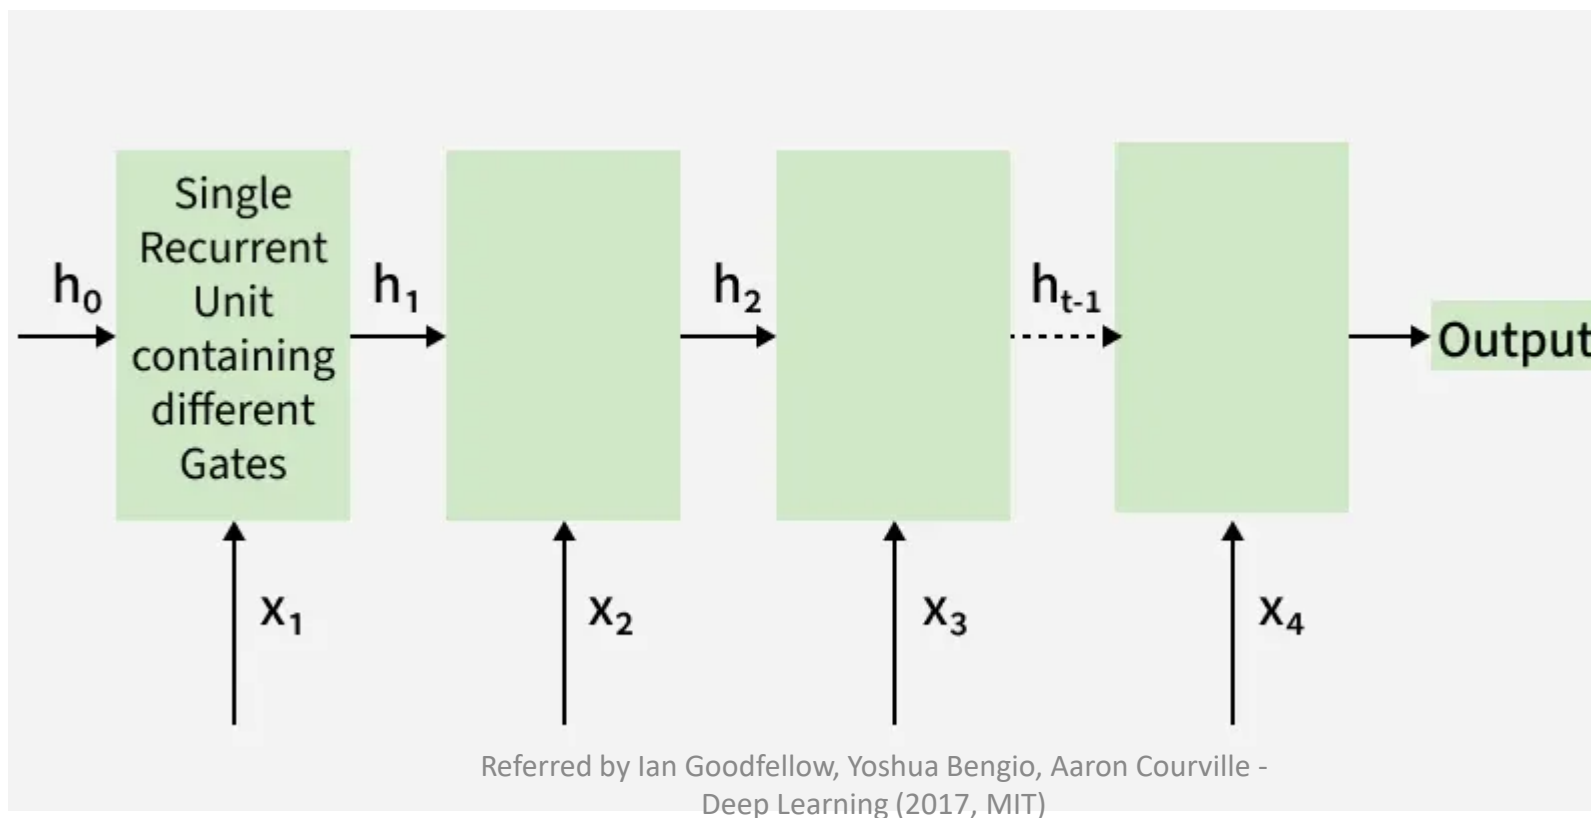 Single
Recurrent
Unit
containing
different
Gates
h₀
h₁
h₂
hₜ₋₁
Output
x₁
x₂
x₃
x₄
Referred by Ian Goodfellow, Yoshua Bengio, Aaron Courville -
Deep Learning (2017, MIT)